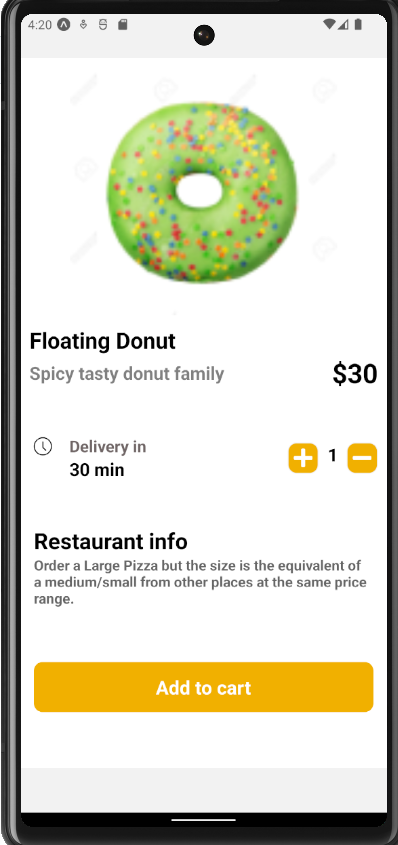 4:20
Floating Donut
Spicy tasty donut family
$30
Delivery in
30 min
1
Restaurant info
Order a Large Pizza but the size is the equivalent of
a medium/small from other places at the same price
range.
Add to cart